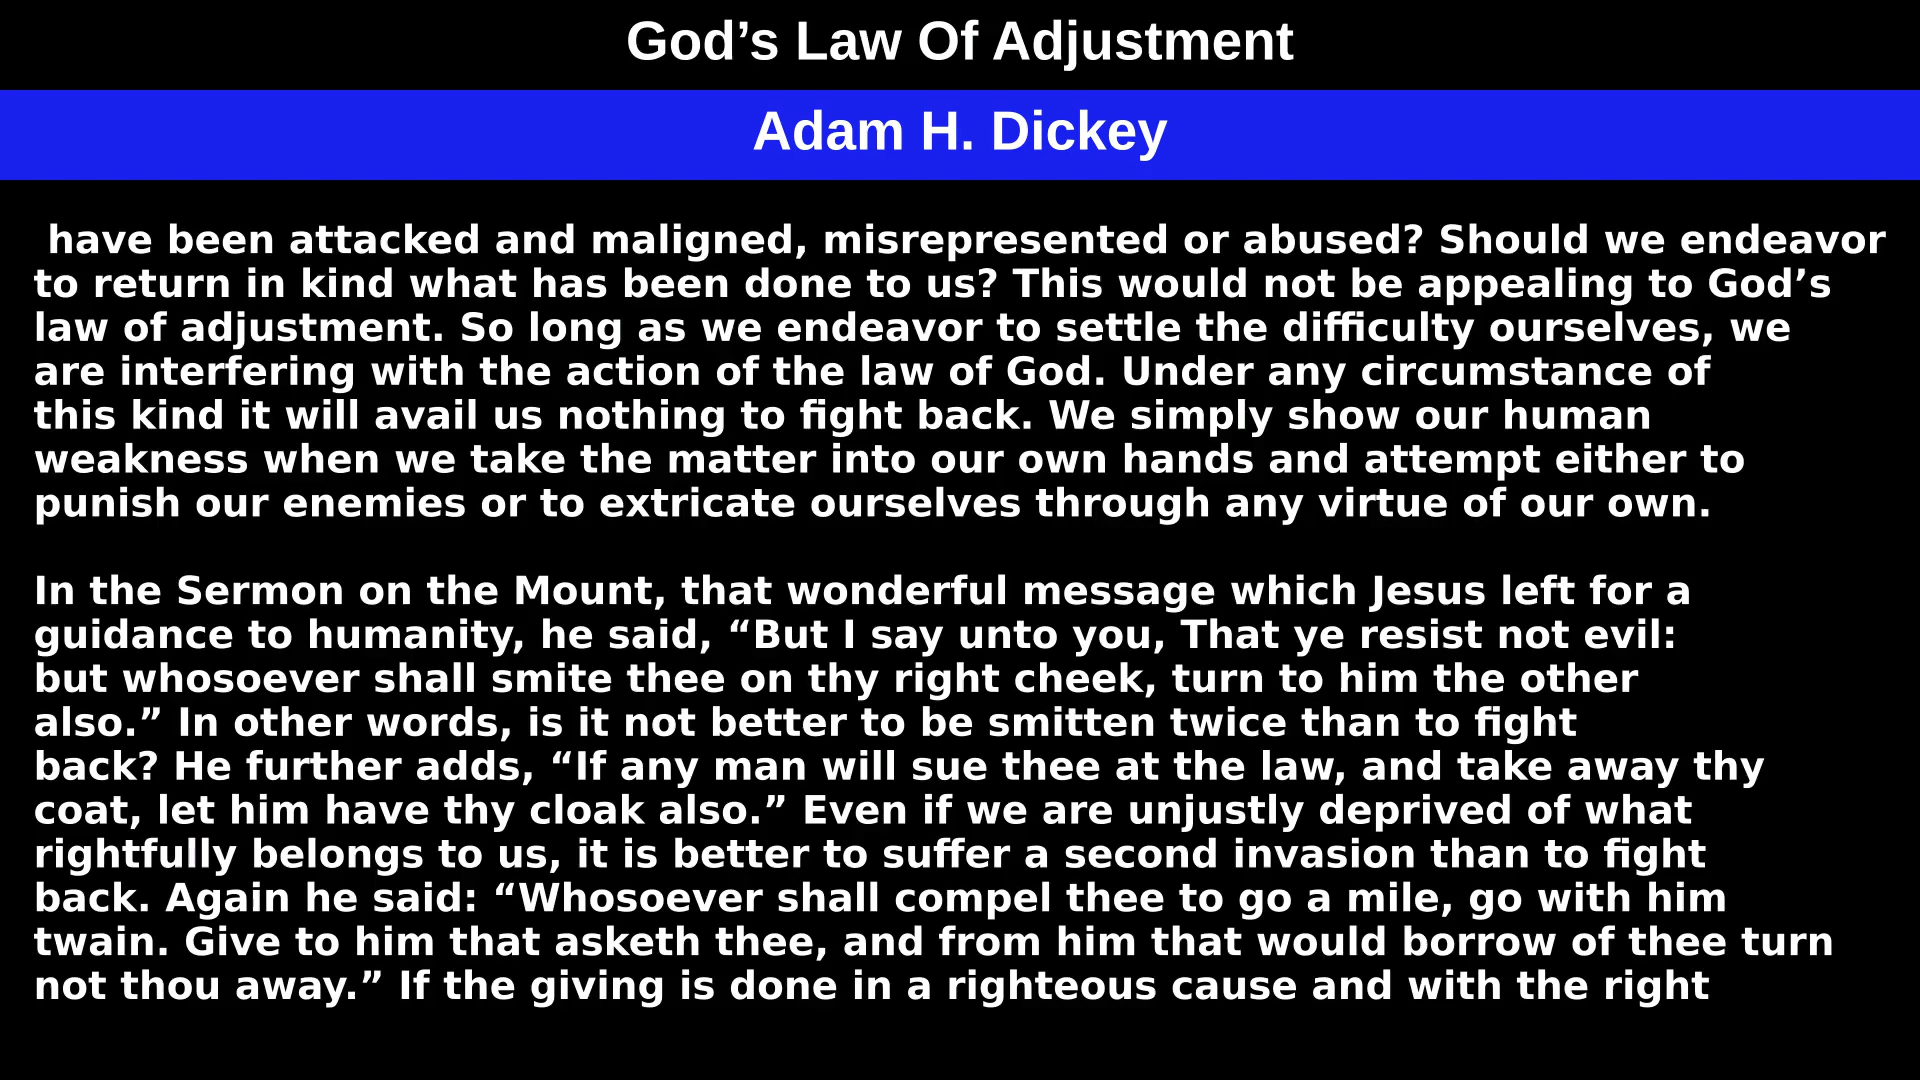 God’s Law Of Adjustment
Adam H. Dickey
have been attacked and maligned, misrepresented or abused? Should we endeavor
to return in kind what has been done to us? This would not be appealing to God’s
law of adjustment. So long as we endeavor to settle the difficulty ourselves, we
are interfering with the action of the law of God. Under any circumstance of
this kind it will avail us nothing to fight back. We simply show our human
weakness when we take the matter into our own hands and attempt either to
punish our enemies or to extricate ourselves through any virtue of our own.
In the Sermon on the Mount, that wonderful message which Jesus left for a
guidance to humanity, he said, “But I say unto you, That ye resist not evil:
but whosoever shall smite thee on thy right cheek, turn to him the other
also.” In other words, is it not better to be smitten twice than to fight
back? He further adds, “If any man will sue thee at the law, and take away thy
coat, let him have thy cloak also.” Even if we are unjustly deprived of what
rightfully belongs to us, it is better to suffer a second invasion than to fight
back. Again he said: “Whosoever shall compel thee to go a mile, go with him
twain. Give to him that asketh thee, and from him that would borrow of thee turn
not thou away.” If the giving is done in a righteous cause and with the right